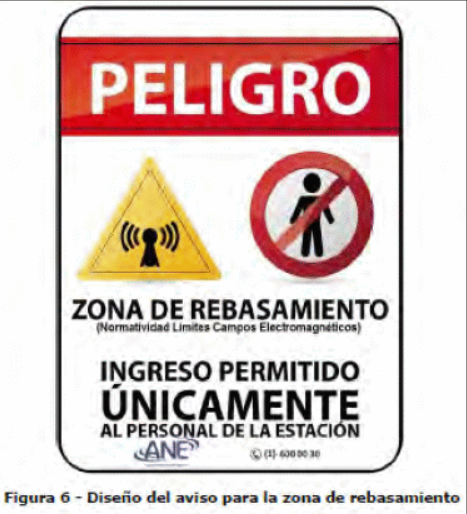 PELIGRO
ZONA DE REBASAMIENTO
(Normatividad Limites Campos Electromagnéticos)
INGRESO PERMITIDO
ÚNICAMENTE
AL PERSONAL DE LA ESTACIÓN
ANE
(1)- 600 00 30
Figura 6 - Diseño del aviso para la zona de rebasamiento